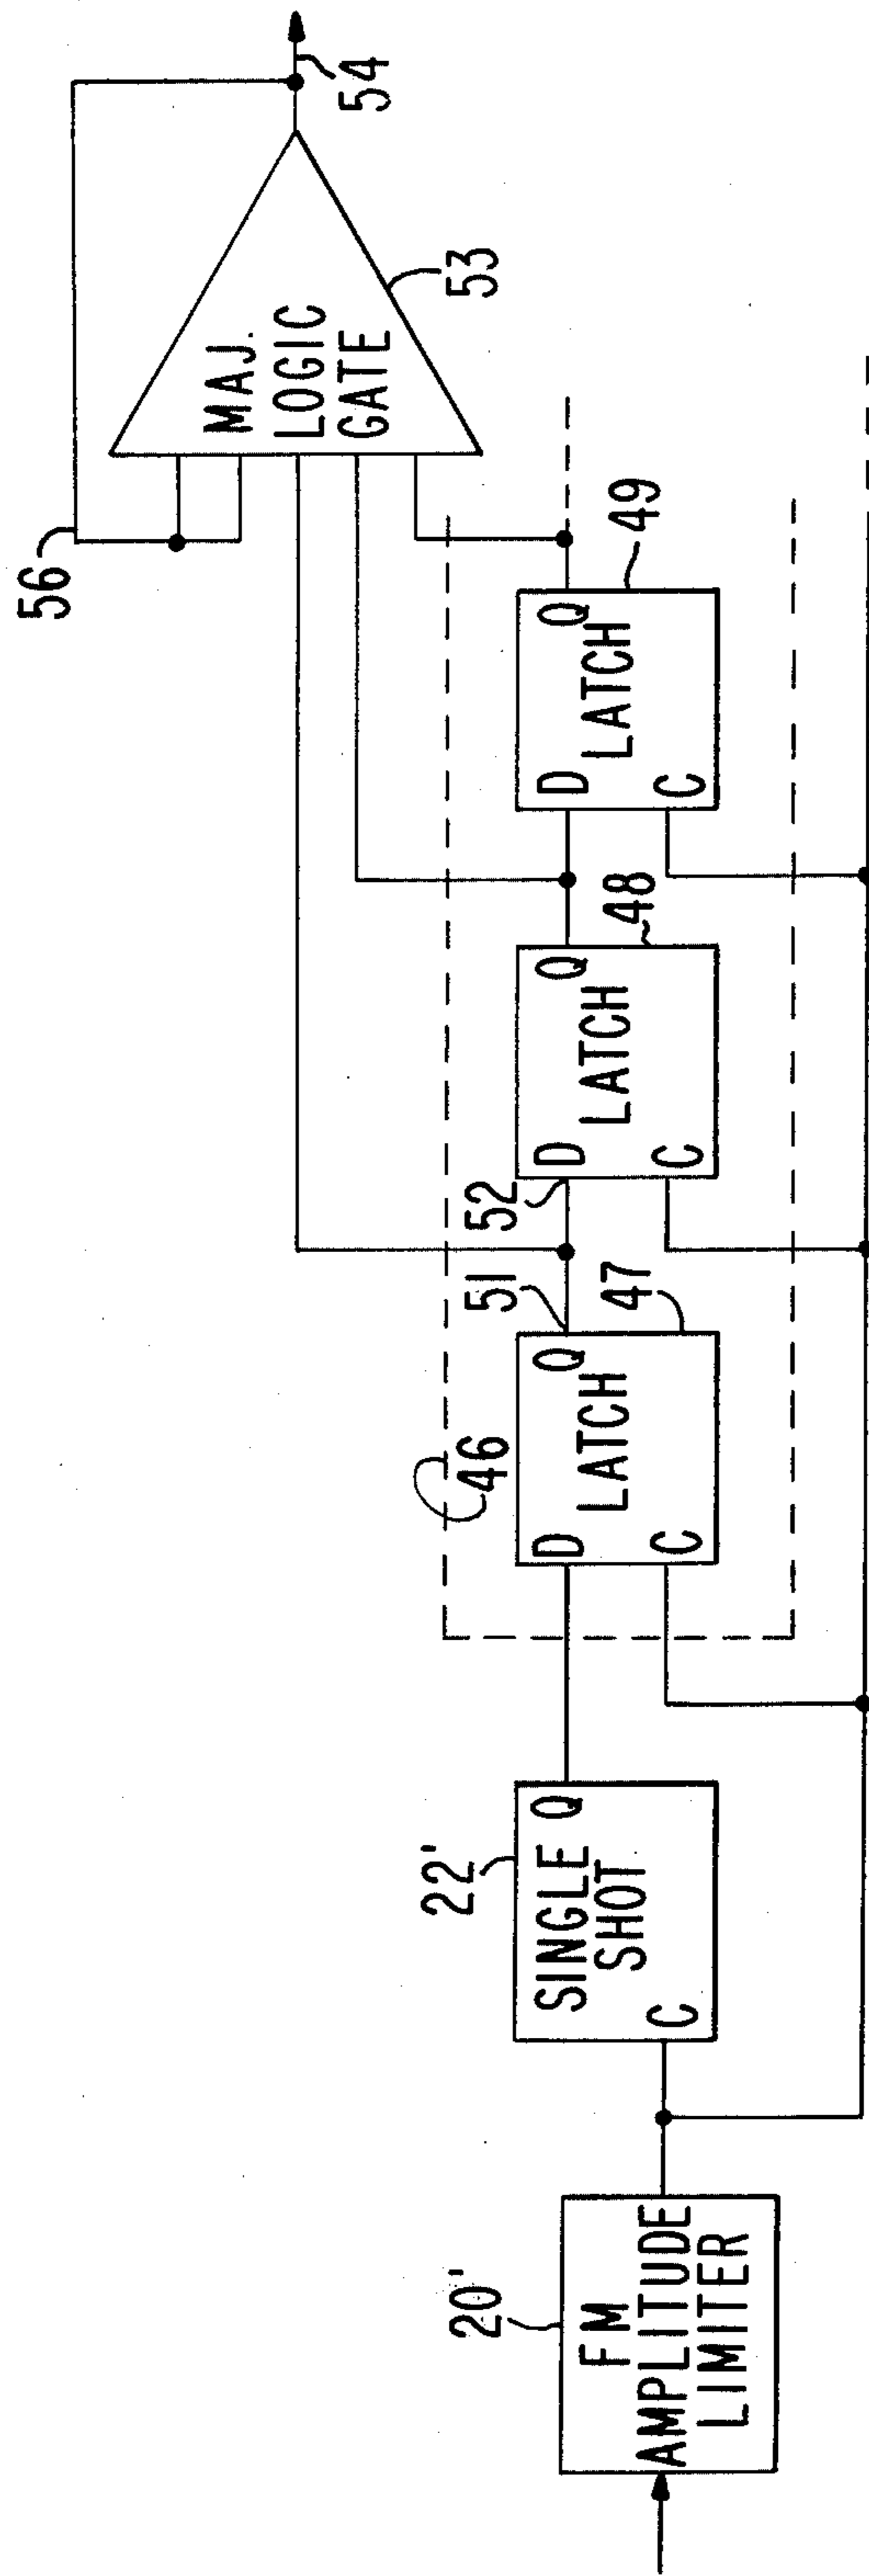 20'
FM
AMPLITUDE
LIMITER
22'
SINGLE
SHOT
C
Q
46
D
Q
LATCH
C
47
51
52
D
Q
LATCH
C
48
D
Q
LATCH
C
49
56
MAJ.
LOGIC
GATE
53
54